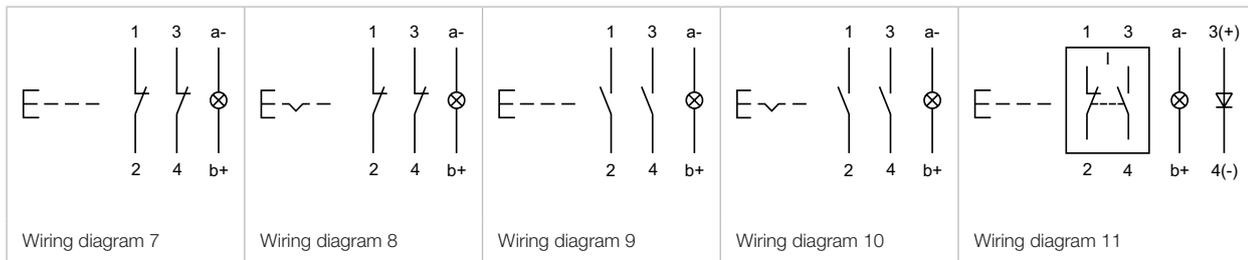 1 3 a-
2 4 b+
Wiring diagram 7
1 3 a-
2 4 b+
Wiring diagram 8
1 3 a-
2 4 b+
Wiring diagram 9
1 3 a-
2 4 b+
Wiring diagram 10
1 3 a- 3(+)
2 4 b+ 4(-)
Wiring diagram 11